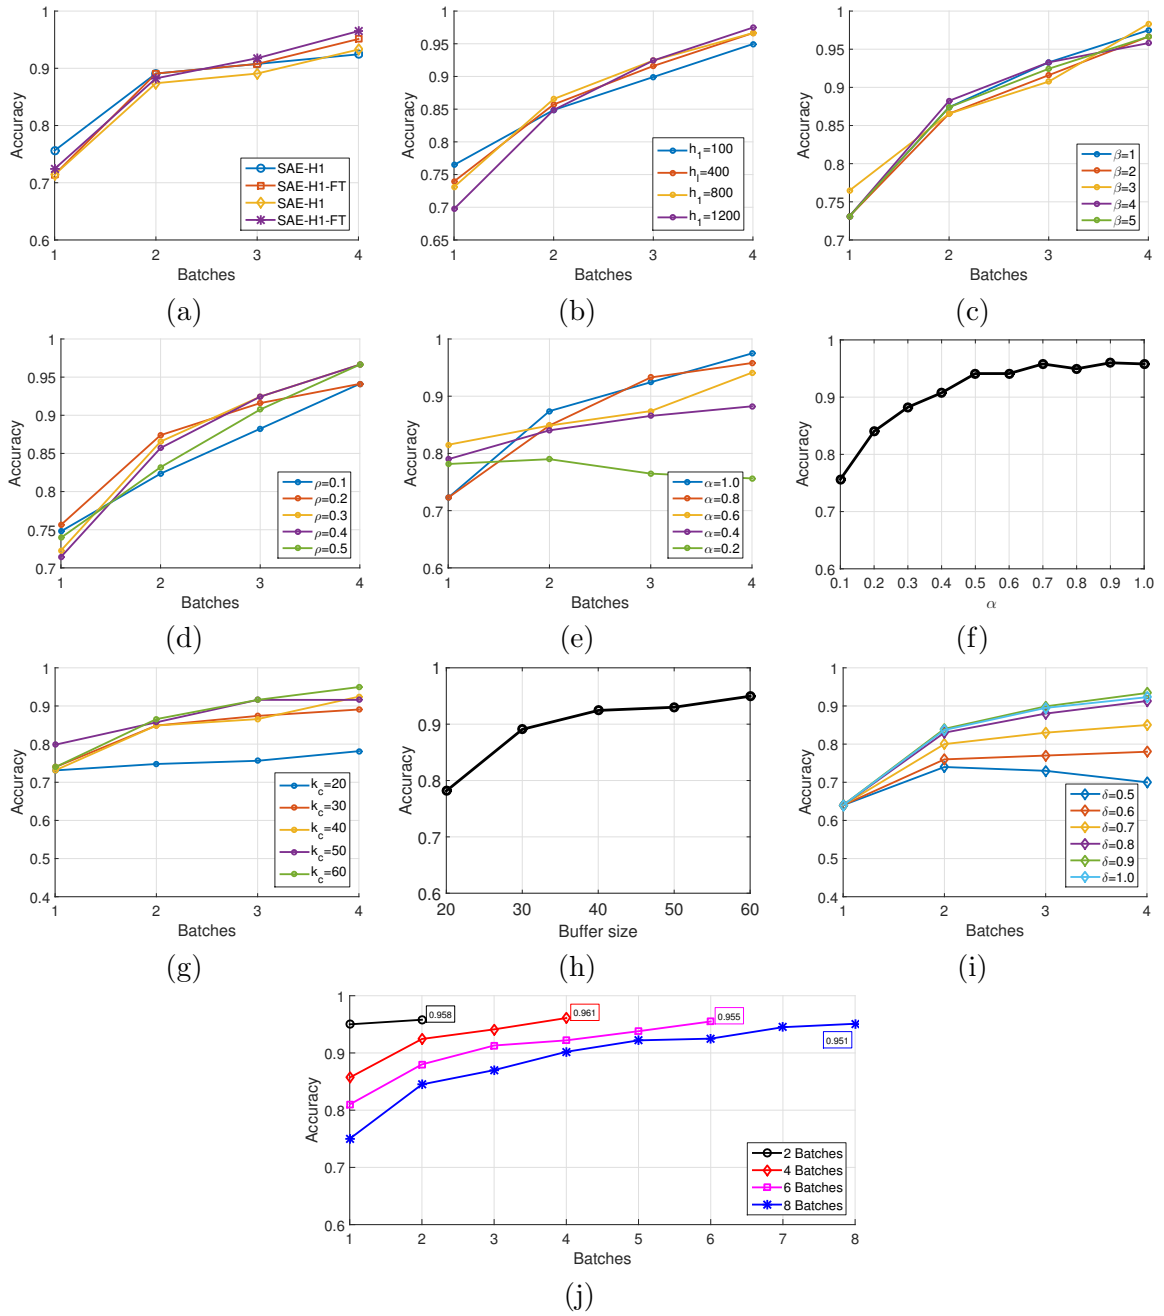 1
0.9
0.8
0.7
0.6
Accuracy
1 2 3 4
Batches
SAE-H1
SAE-H1-FT
SAE-H1
SAE-H1-FT
(a)
1
0.95
0.9
0.85
0.8
0.75
0.7
0.65
Accuracy
1 2 3 4
Batches
h_1=100
h_l=400
h_1=800
h_1=1200
(b)
1
0.95
0.9
0.85
0.8
0.75
0.7
Accuracy
1 2 3 4
Batches
β=1
β=2
β=3
β=4
β=5
(c)
1
0.95
0.9
0.85
0.8
0.75
0.7
Accuracy
1 2 3 4
Batches
ρ=0.1
ρ=0.2
ρ=0.3
ρ=0.4
ρ=0.5
(d)
1
0.9
0.8
0.7
0.6
Accuracy
1 2 3 4
Batches
α=1.0
α=0.8
α=0.6
α=0.4
α=0.2
(e)
1
0.9
0.8
0.7
0.6
Accuracy
0.1 0.2 0.3 0.4 0.5 0.6 0.7 0.8 0.9 1.0
α
(f)
1
0.9
0.8
0.7
0.6
0.5
0.4
Accuracy
1 2 3 4
Batches
k_c=20
k_c=30
k_c=40
k_c=50
k_c=60
(g)
1
0.9
0.8
0.7
0.6
Accuracy
20 30 40 50 60
Buffer size
(h)
1
0.9
0.8
0.7
0.6
0.5
0.4
Accuracy
1 2 3 4
Batches
δ=0.5
δ=0.6
δ=0.7
δ=0.8
δ=0.9
δ=1.0
(i)
1
0.9
0.8
0.7
0.6
Accuracy
0.958
0.961
0.955
0.951
1 2 3 4 5 6 7 8
Batches
2 Batches
4 Batches
6 Batches
8 Batches
(j)